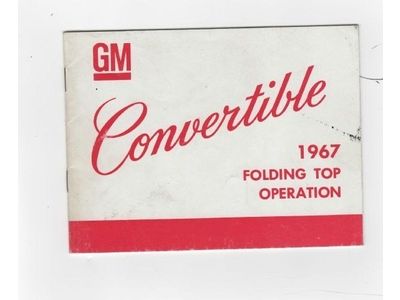 GM
Convertible
1967
FOLDING TOP
OPERATION